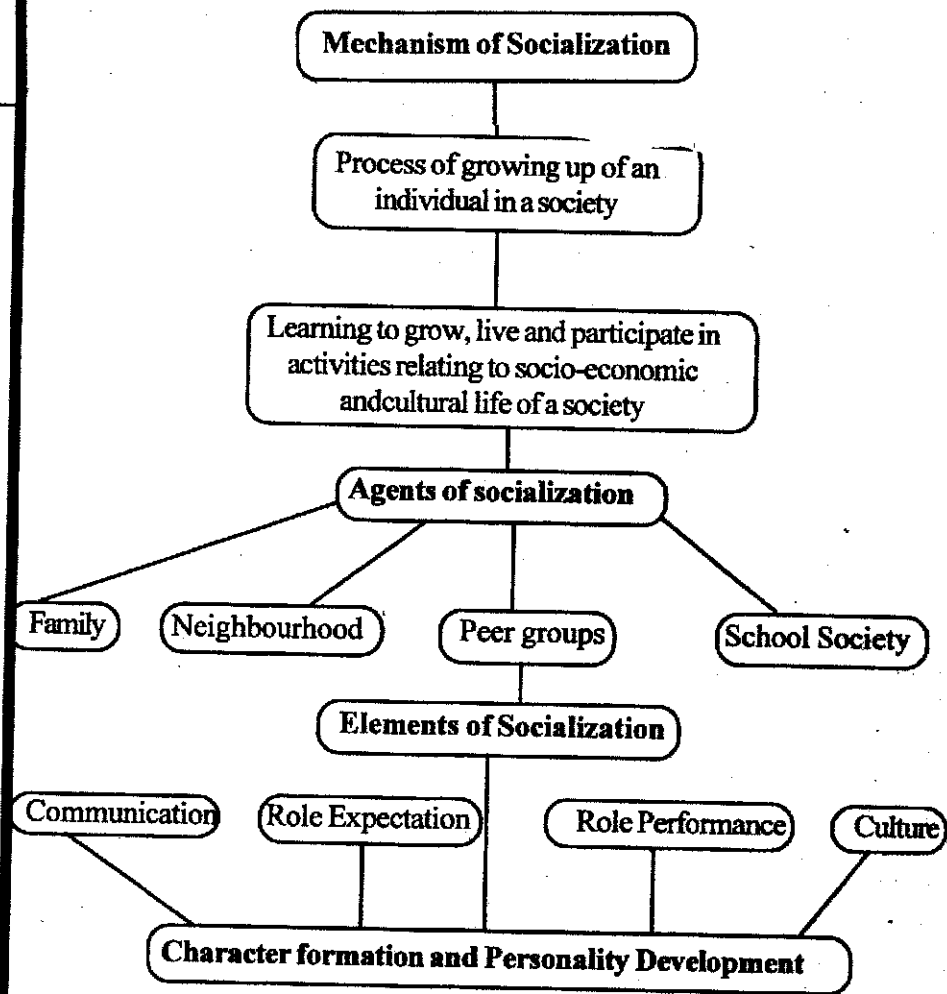 Mechanism of Socialization
Process of growing up of an
individual in a society
Learning to grow, live and participate in
activities relating to socio-economic
andcultural life of a society
Agents of socialization
Family
Neighbourhood
Peer groups
School Society
Elements of Socialization
Communication
Role Expectation
Role Performance
Culture
Character formation and Personality Development